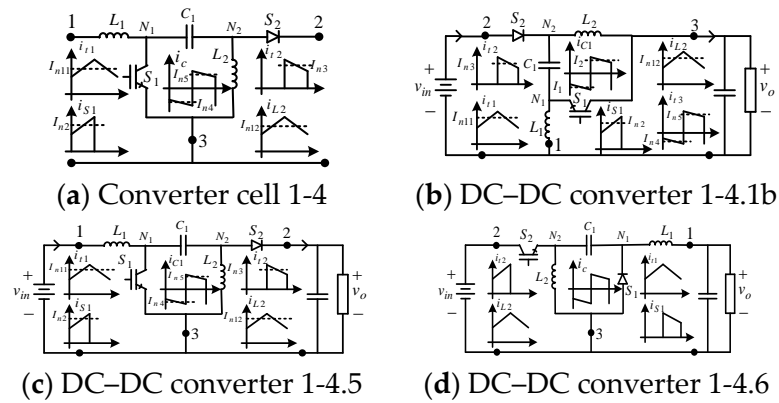 1 L1 N1 C1 N2 S2 2
it1 In11 S1 ic In5 In4 L2 it2 In3
iS1 In2 iL2 In12
3
(a) Converter cell 1-4
2 S2 N2 L2 3
vin + − it2 In3 C1 iC1 I2 I1 iL2 In12 + vo −
it1 In11 N1 L1 S1 1 iS1 In2 it3 In5 In4
(b) DC–DC converter 1-4.1b
1 L1 N1 C1 N2 S2 2
vin + − it1 In11 S1 iC1 In5 In4 L2 it2 In3 + vo −
iS1 In2 iL2 In12
3
(c) DC–DC converter 1-4.5
2 S2 N2 C1 N1 L1 1
vin + − it2 L2 ic S1 it1 + vo −
iL2 iS1
3
(d) DC–DC converter 1-4.6